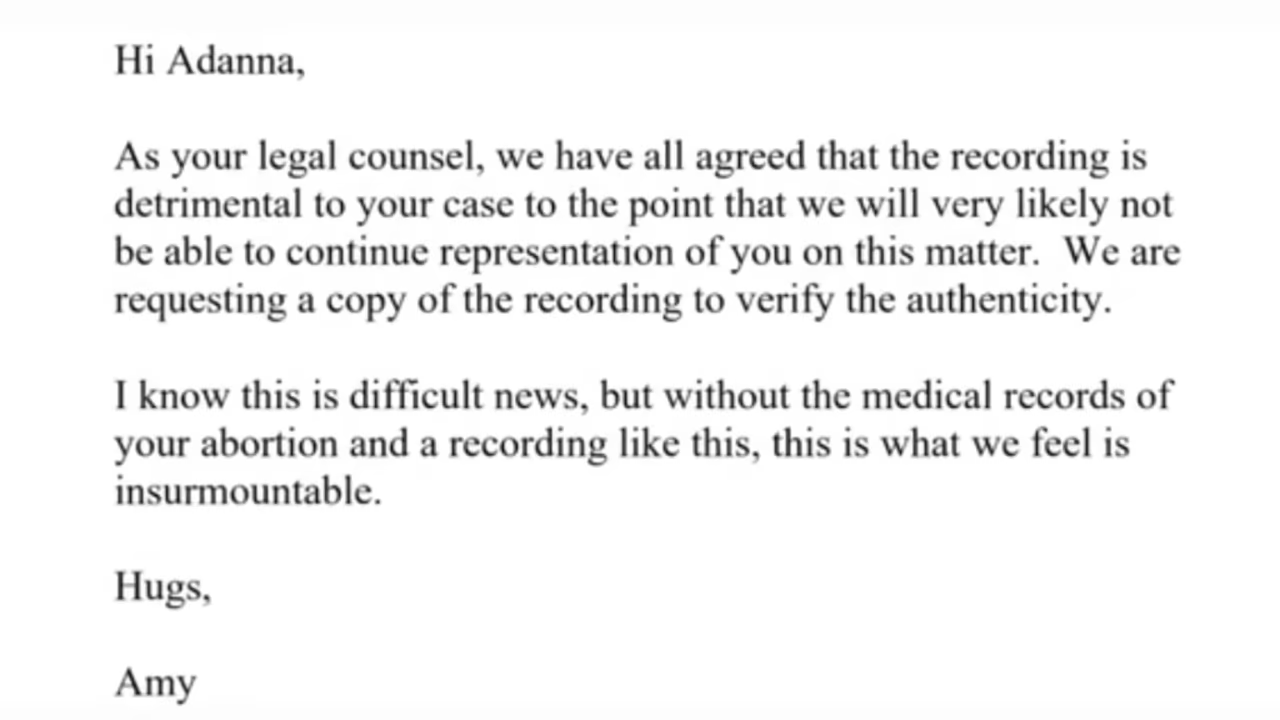 Hi Adanna,
As your legal counsel, we have all agreed that the recording is
detrimental to your case to the point that we will very likely not
be able to continue representation of you on this matter.  We are
requesting a copy of the recording to verify the authenticity.
I know this is difficult news, but without the medical records of
your abortion and a recording like this, this is what we feel is
insurmountable.
Hugs,
Amy